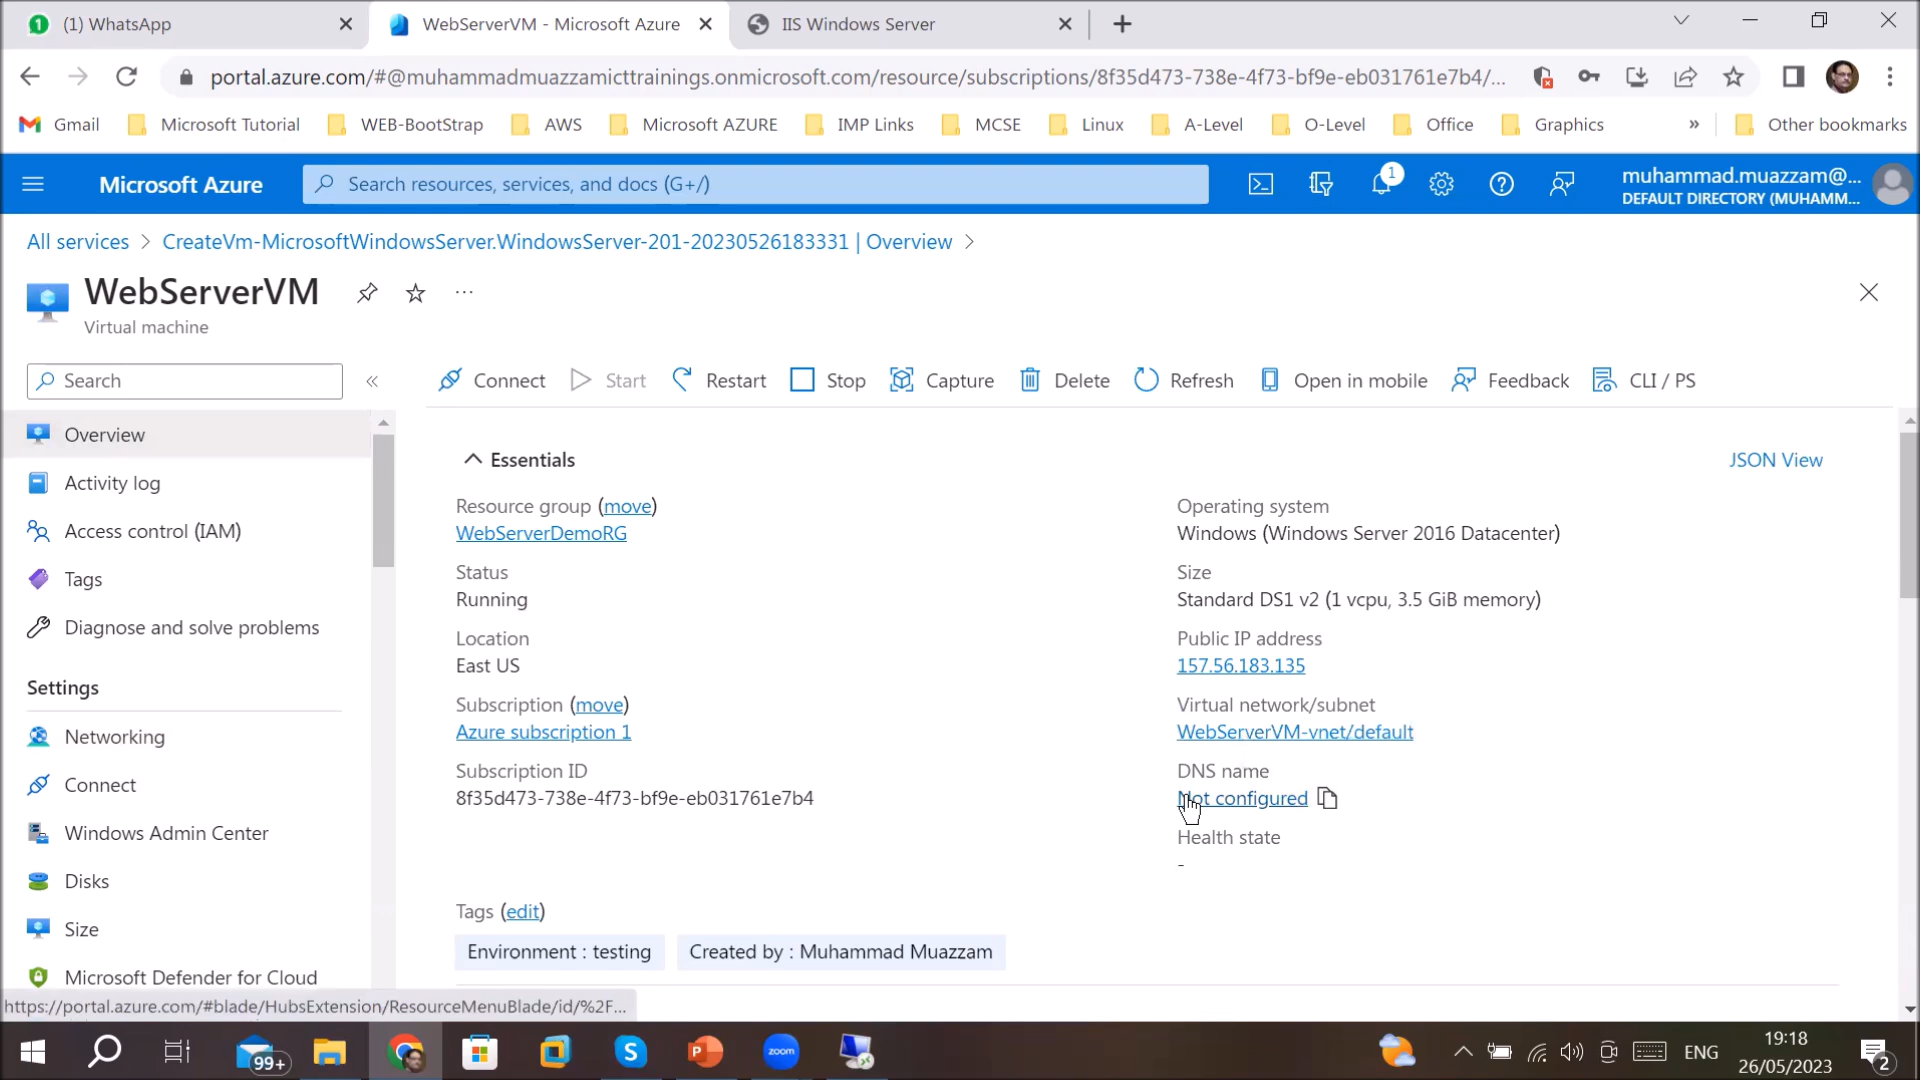 (1) WhatsApp
WebServerVM - Microsoft Azure
IIS Windows Server
portal.azure.com/#@muhammadmuazzamicttrainings.onmicrosoft.com/resource/subscriptions/8f35d473-738e-4f73-bf9e-eb031761e7b4/...
Gmail
Microsoft Tutorial
WEB-BootStrap
AWS
Microsoft AZURE
IMP Links
MCSE
Linux
A-Level
O-Level
Office
Graphics
»
Other bookmarks
Microsoft Azure
Search resources, services, and docs (G+/)
1
muhammad.muazzam@...
DEFAULT DIRECTORY (MUHAMM...
All services > CreateVm-MicrosoftWindowsServer.WindowsServer-201-20230526183331 | Overview >
WebServerVM
...
Virtual machine
Search
«
Connect
Start
Restart
Stop
Capture
Delete
Refresh
Open in mobile
Feedback
CLI / PS
Overview
Activity log
Access control (IAM)
Tags
Diagnose and solve problems
Settings
Networking
Connect
Windows Admin Center
Disks
Size
Microsoft Defender for Cloud
Essentials
JSON View
Resource group (move)
WebServerDemoRG
Status
Running
Location
East US
Subscription (move)
Azure subscription 1
Subscription ID
8f35d473-738e-4f73-bf9e-eb031761e7b4
Operating system
Windows (Windows Server 2016 Datacenter)
Size
Standard DS1 v2 (1 vcpu, 3.5 GiB memory)
Public IP address
157.56.183.135
Virtual network/subnet
WebServerVM-vnet/default
DNS name
Not configured
Health state
-
Tags (edit)
Environment : testing
Created by : Muhammad Muazzam
https://portal.azure.com/#blade/HubsExtension/ResourceMenuBlade/id/%2F...
99+
S
P
zoom
ENG
19:18
26/05/2023
2